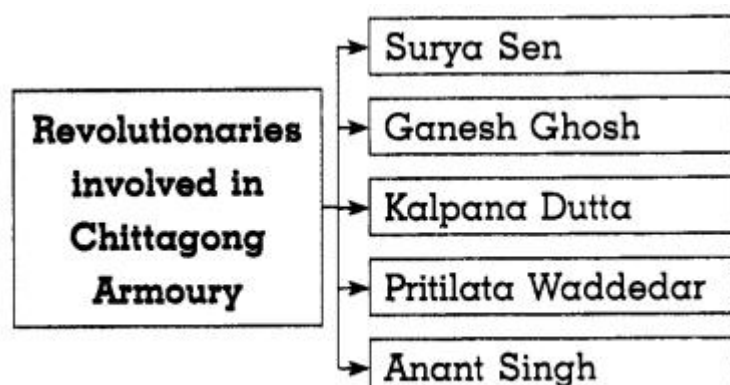 Revolutionaries
involved in
Chittagong
Armoury
Surya Sen
Ganesh Ghosh
Kalpana Dutta
Pritilata Waddedar
Anant Singh